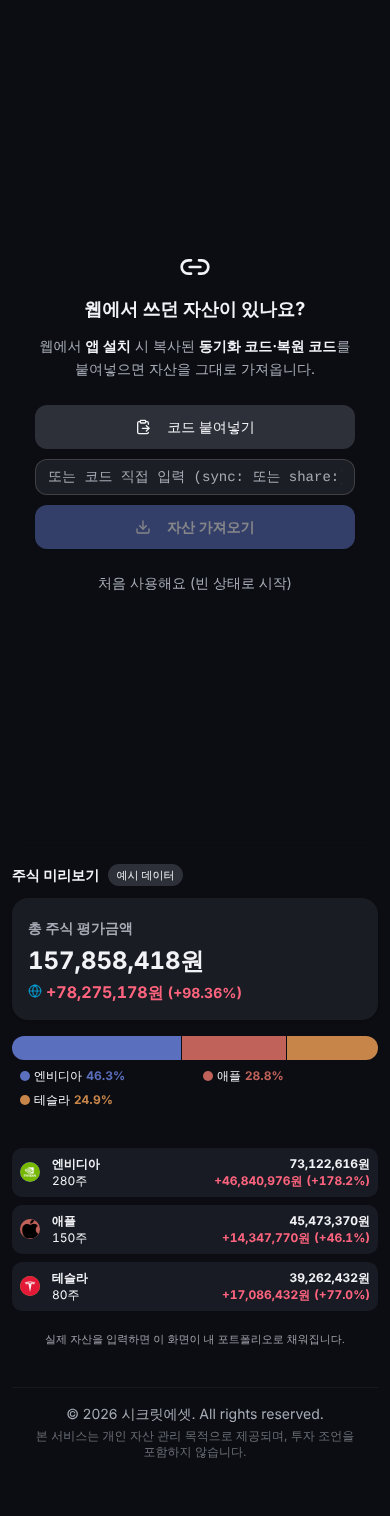 웹에서 쓰던 자산이 있나요?
웹에서 앱 설치 시 복사된 동기화 코드·복원 코드를
붙여넣으면 자산을 그대로 가져옵니다.
코드 붙여넣기
또는 코드 직접 입력 (sync: 또는 share:
자산 가져오기
처음 사용해요 (빈 상태로 시작)
주식 미리보기 예시 데이터
총 주식 평가금액
157,858,418원
+78,275,178원 (+98.36%)
엔비디아 46.3% 애플 28.8%
테슬라 24.9%
엔비디아 73,122,616원
280주 +46,840,976원 (+178.2%)
애플 45,473,370원
150주 +14,347,770원 (+46.1%)
테슬라 39,262,432원
80주 +17,086,432원 (+77.0%)
실제 자산을 입력하면 이 화면이 내 포트폴리오로 채워집니다.
© 2026 시크릿에셋. All rights reserved.
본 서비스는 개인 자산 관리 목적으로 제공되며, 투자 조언을
포함하지 않습니다.